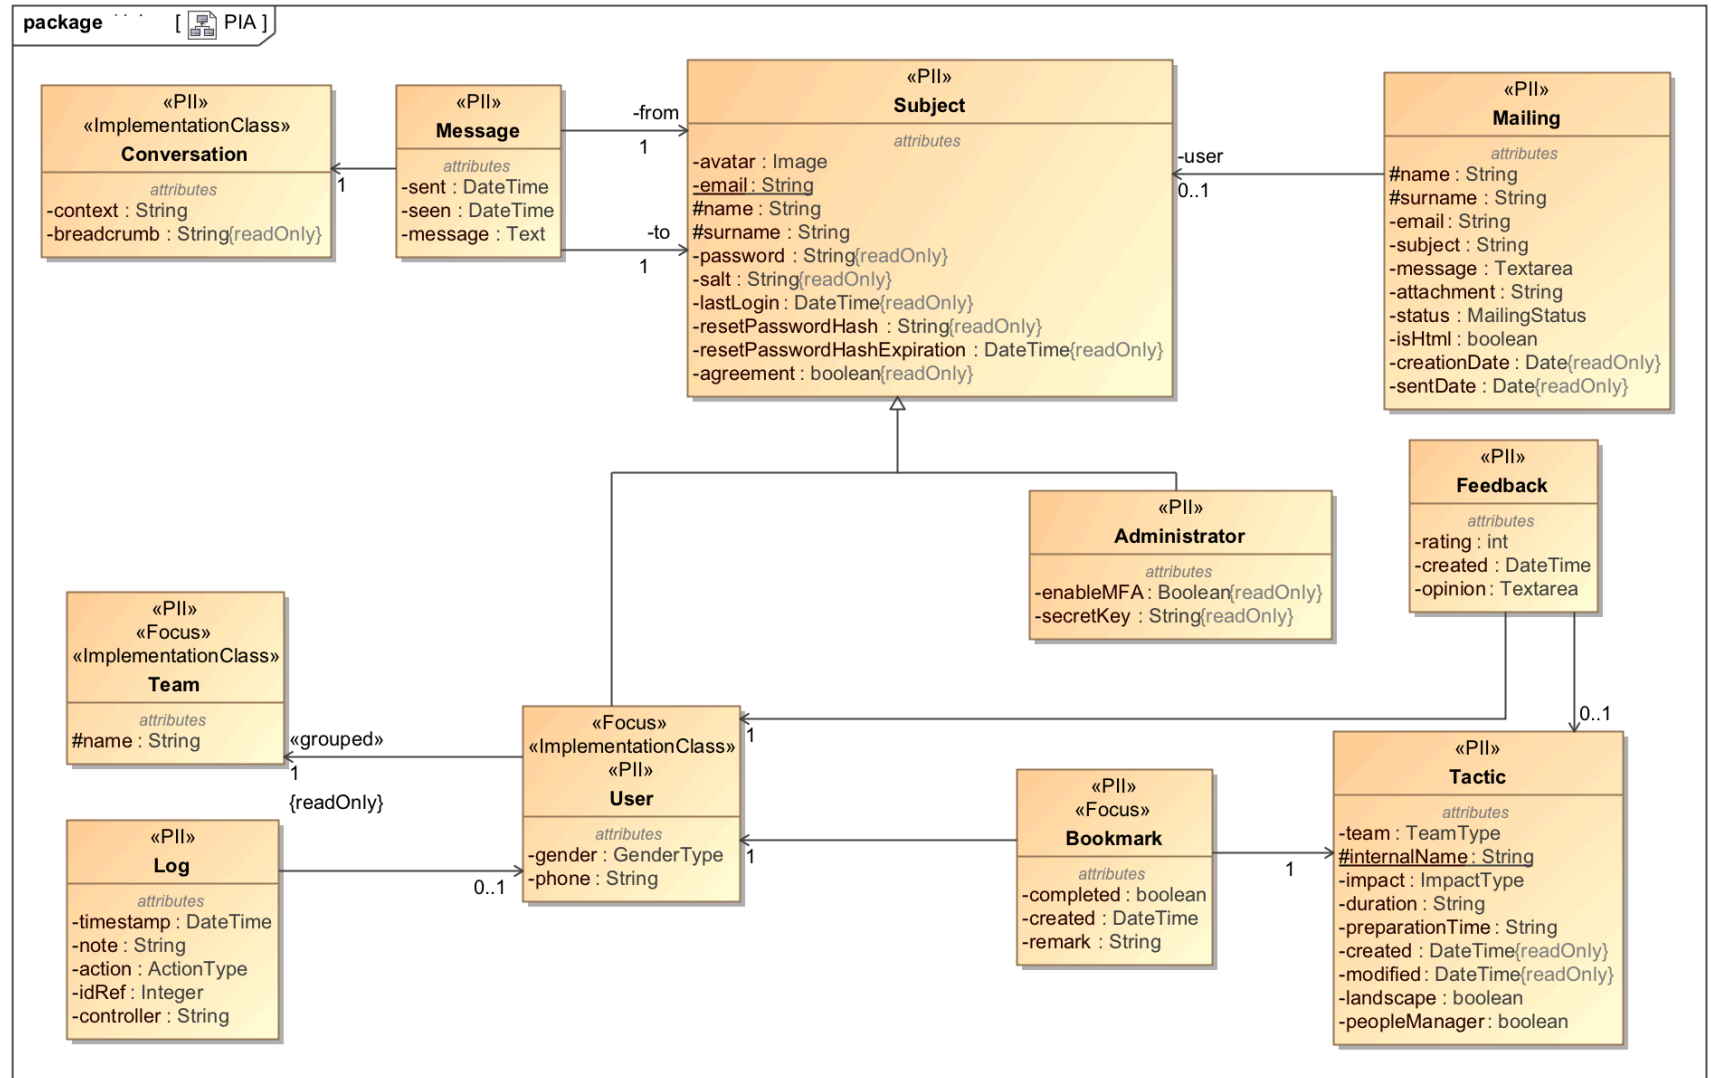 package [ PIA ]
«PII»
«ImplementationClass»
Conversation
attributes
-context : String
-breadcrumb : String{readOnly}
1
«PII»
Message
attributes
-sent : DateTime
-seen : DateTime
-message : Text
-from
1
-to
1
«PII»
Subject
attributes
-avatar : Image
-email : String
#name : String
#surname : String
-password : String{readOnly}
-salt : String{readOnly}
-lastLogin : DateTime{readOnly}
-resetPasswordHash : String{readOnly}
-resetPasswordHashExpiration : DateTime{readOnly}
-agreement : boolean{readOnly}
-user
0..1
«PII»
Mailing
attributes
#name : String
#surname : String
-email : String
-subject : String
-message : Textarea
-attachment : String
-status : MailingStatus
-isHtml : boolean
-creationDate : Date{readOnly}
-sentDate : Date{readOnly}
«PII»
Administrator
attributes
-enableMFA : Boolean{readOnly}
-secretKey : String{readOnly}
«PII»
Feedback
attributes
-rating : int
-created : DateTime
-opinion : Textarea
«PII»
«Focus»
«ImplementationClass»
Team
attributes
#name : String
«grouped»
1
{readOnly}
«Focus»
«ImplementationClass»
«PII»
User
attributes
-gender : GenderType
-phone : String
1
1
0..1
«PII»
Log
attributes
-timestamp : DateTime
-note : String
-action : ActionType
-idRef : Integer
-controller : String
0..1
«PII»
«Focus»
Bookmark
attributes
-completed : boolean
-created : DateTime
-remark : String
1
«PII»
Tactic
attributes
-team : TeamType
#internalName : String
-impact : ImpactType
-duration : String
-preparationTime : String
-created : DateTime{readOnly}
-modified : DateTime{readOnly}
-landscape : boolean
-peopleManager : boolean